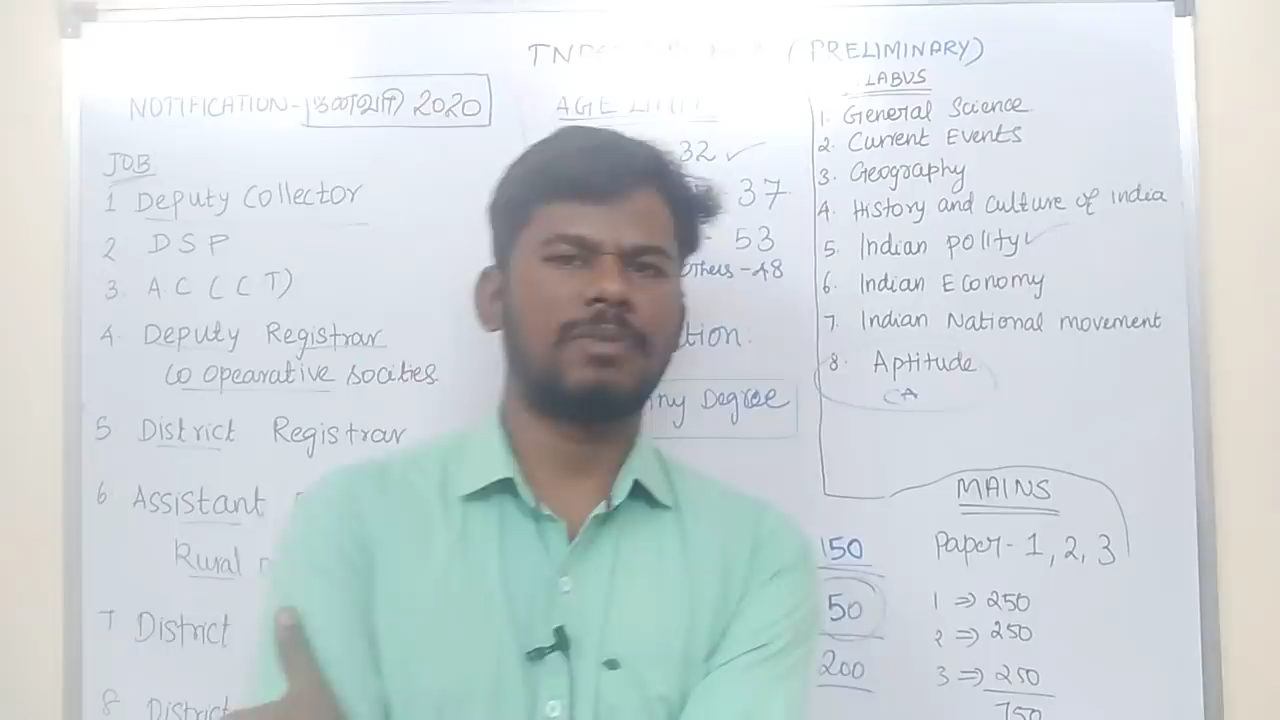 (PRELIMINARY)
NOTIFICATION - ஜனவரி 2020
JOB
1 Deputy Collector
2 DSP
3. AC (CT)
4. Deputy Registrar
Co opearative socities
5 District Registrar
6 Assistant
Rural
7 District
8 District
AGE LIMIT
32 ✓
37
- 53
others - 48
Any Degree
150
50
200
LABUS
1. General Science
2. Current Events
3. Geography
4. History and culture of india
5. Indian polity ✓
6. Indian Economy
7. Indian National movement
8. Aptitude
MAINS
Paper - 1, 2, 3
1 ⇒ 250
2 ⇒ 250
3 ⇒ 250
750